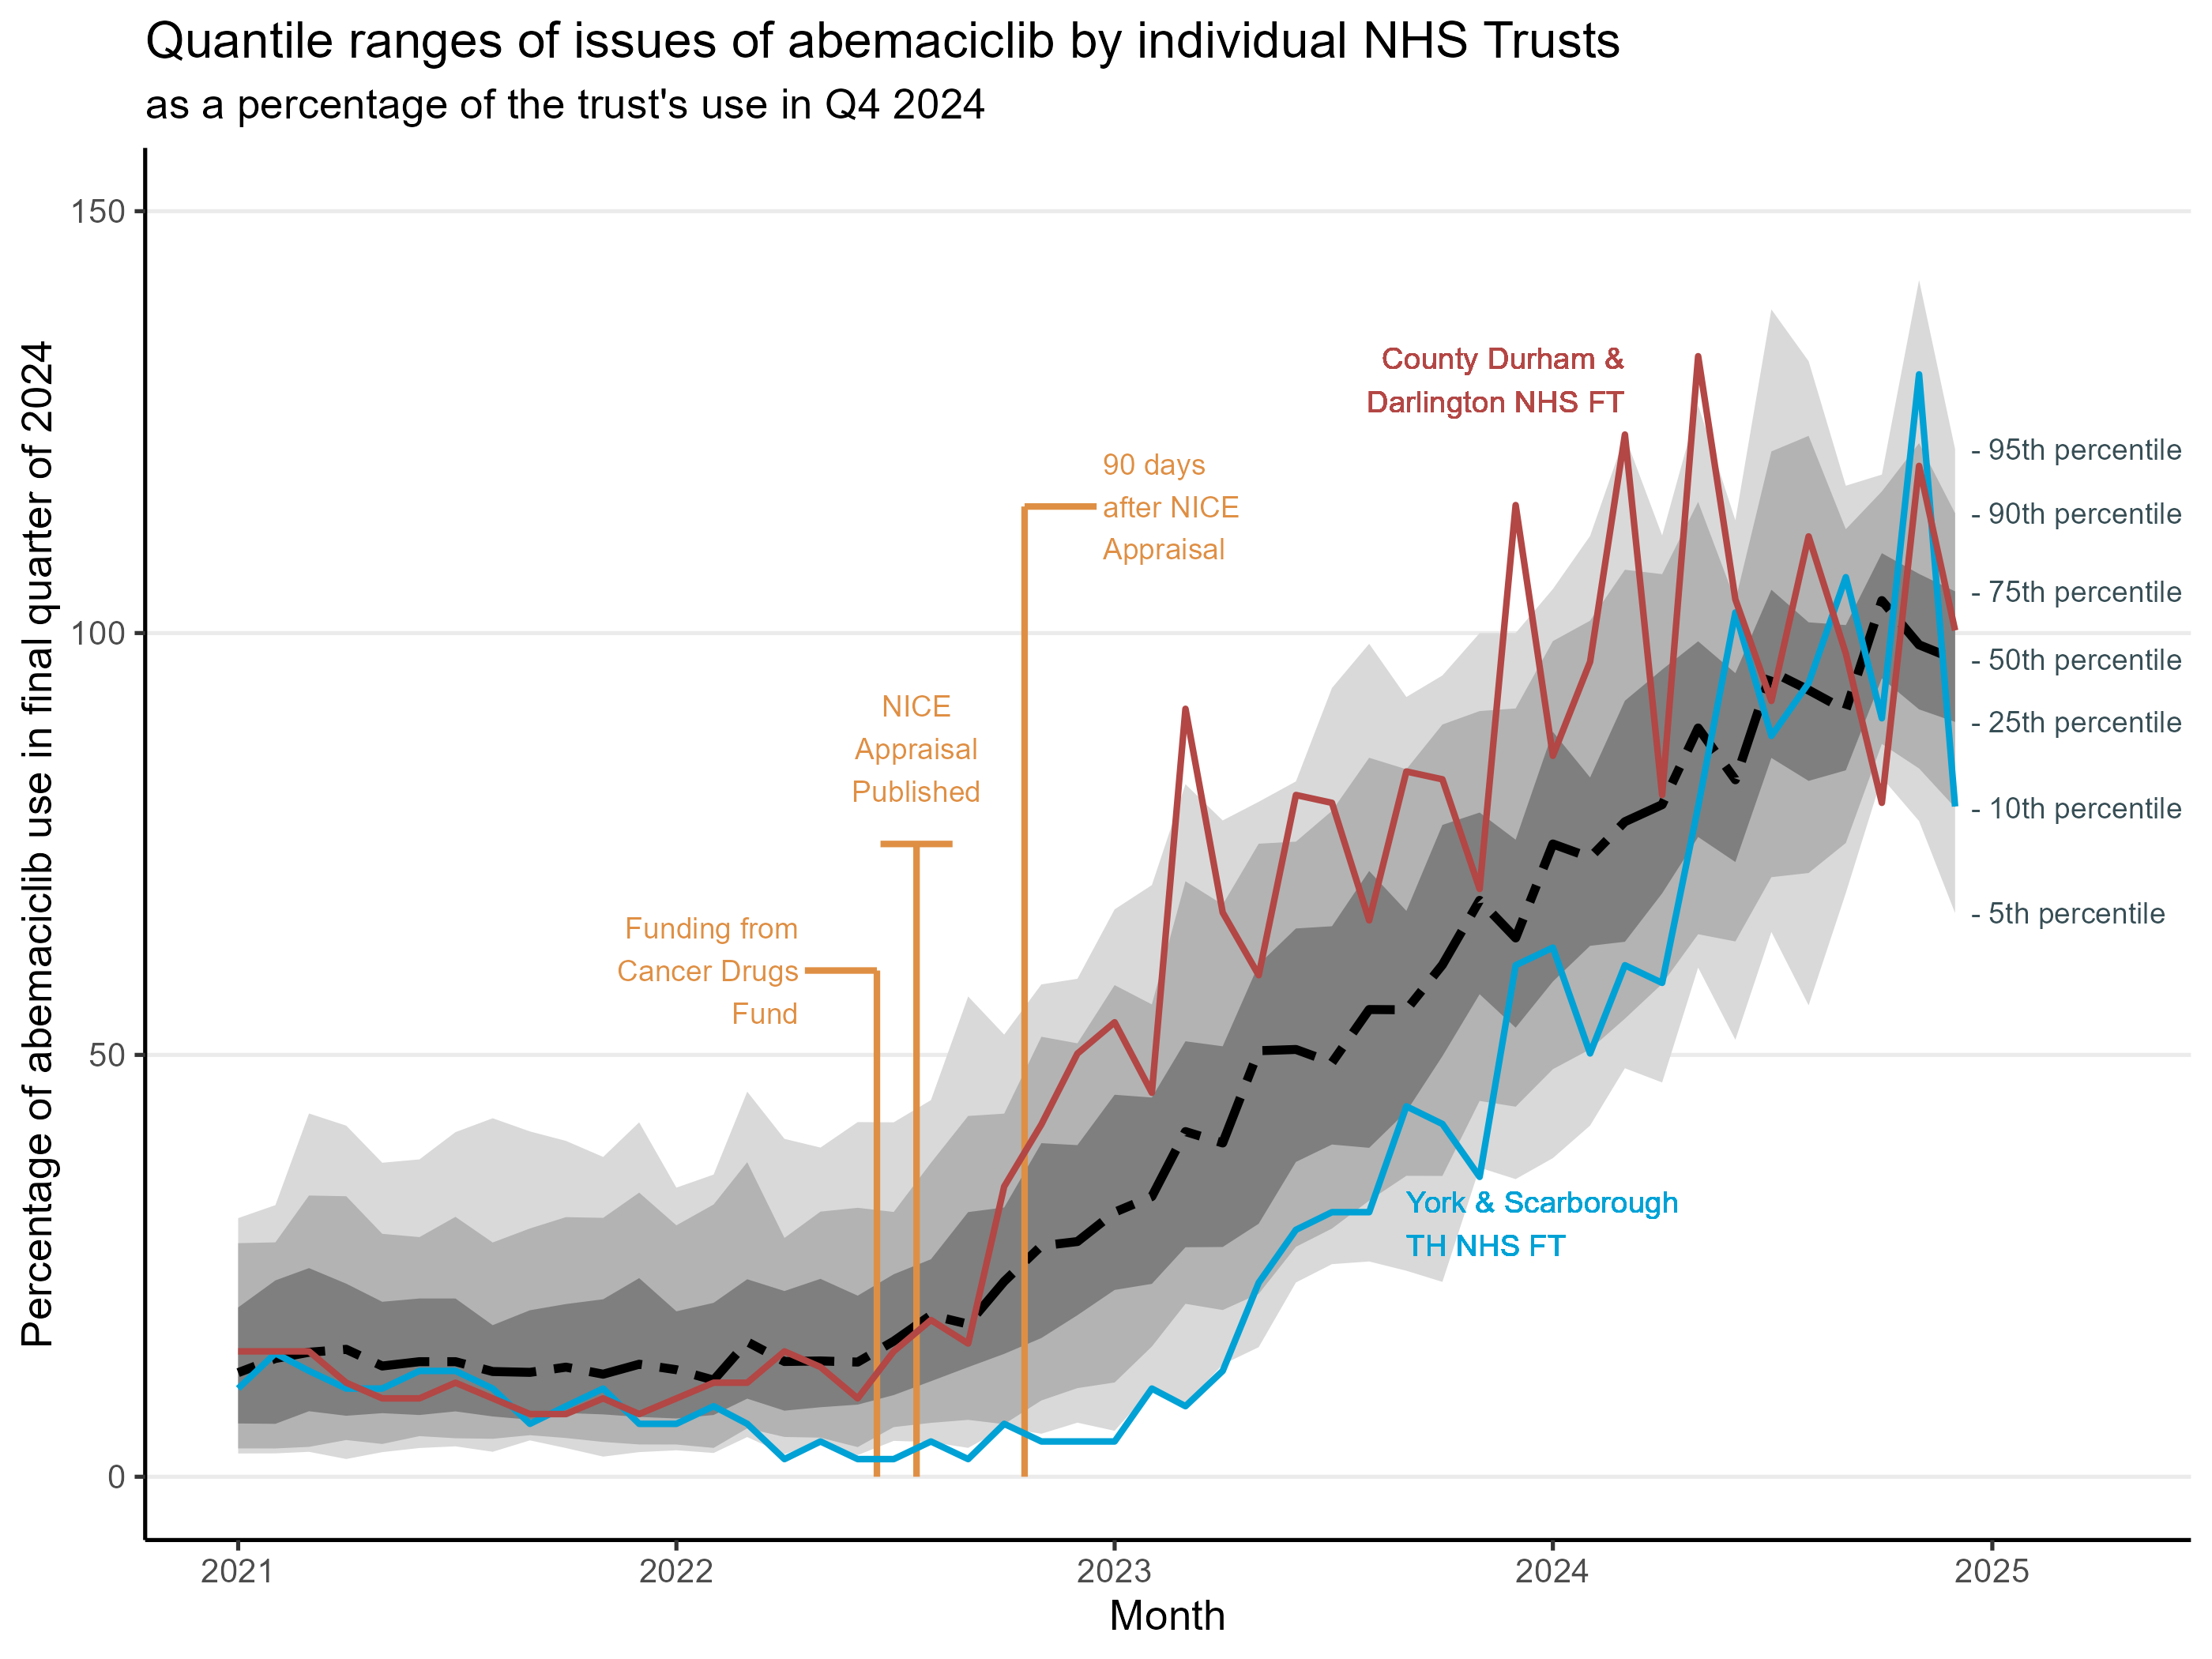 Quantile ranges of issues of abemaciclib by individual NHS Trusts
as a percentage of the trust's use in Q4 2024
Percentage of abemaciclib use in final quarter of 2024
150
100
50
0
County Durham &
Darlington NHS FT
90 days
after NICE
Appraisal
NICE
Appraisal
Published
Funding from
Cancer Drugs
Fund
York & Scarborough
TH NHS FT
- 95th percentile
- 90th percentile
- 75th percentile
- 50th percentile
- 25th percentile
- 10th percentile
- 5th percentile
2021
2022
2023
2024
2025
Month